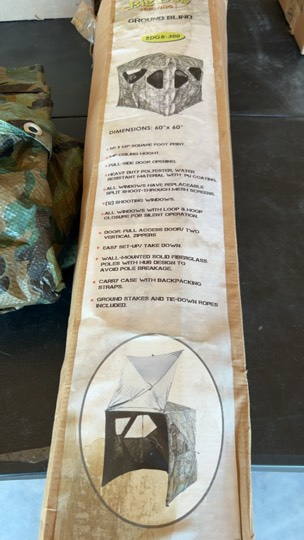 GROUND BLIND
RDGB-300
DIMENSIONS: 60" x 60"
SQUARE FOOT PRINT.
CEILING HEIGHT.
• FULL-SIDE DOOR OPENING.
• HEAVY DUTY POLYESTER, WATER
RESISTANT MATERIAL WITH PU COATING.
• ALL WINDOWS HAVE REPLACEABLE
SPLIT SHOOT-THROUGH MESH SCREENS.
SHOOTING WINDOWS.
• ALL WINDOWS WITH LOOP & HOOP
CLOSURE FOR SILENT OPERATION
• DOOR: FULL ACCESS DOOR/ TWO
VERTICAL ZIPPERS
• EASY SET-UP/ TAKE DOWN.
• WALL-MOUNTED SOLID FIBERGLASS
POLES WITH HUB DESIGN TO
AVOID POLE BREAKAGE.
• CARRY CASE WITH BACKPACKING
STRAPS.
• GROUND STAKES AND TIE-DOWN ROPES
INCLUDED.